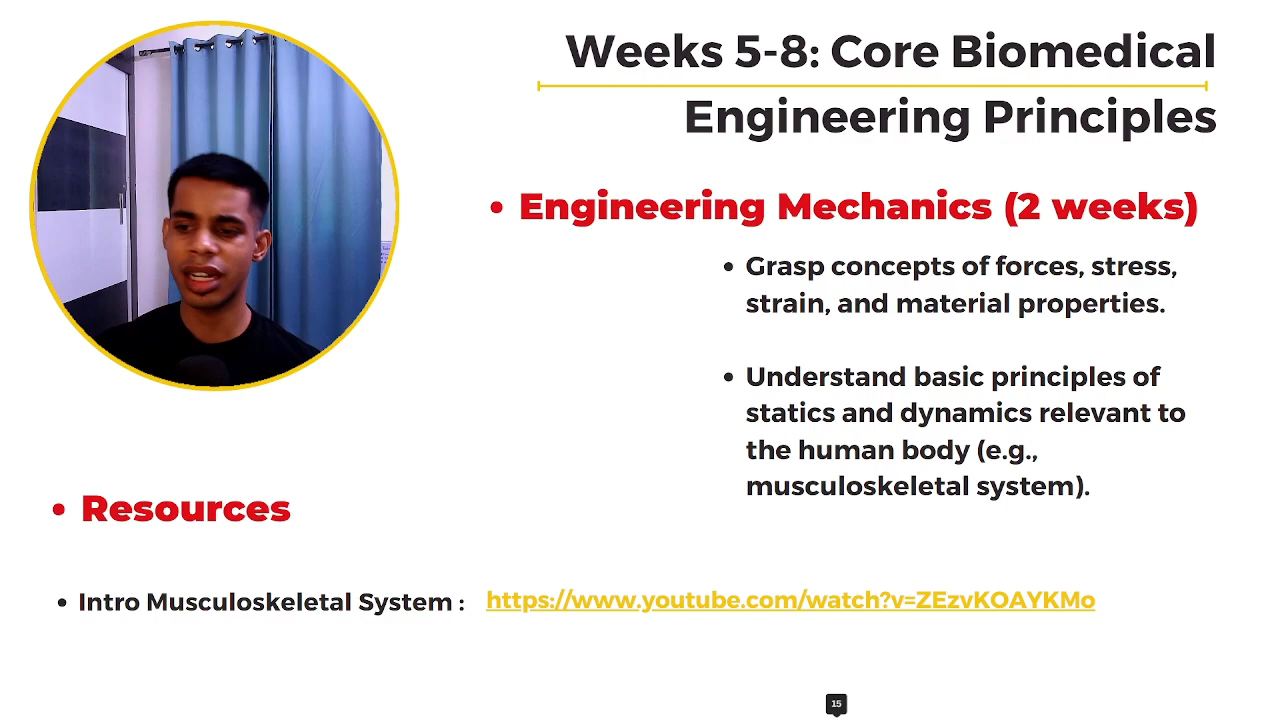 Weeks 5-8: Core Biomedical
Engineering Principles
• Engineering Mechanics (2 weeks)
• Grasp concepts of forces, stress,
strain, and material properties.
• Understand basic principles of
statics and dynamics relevant to
the human body (e.g.,
musculoskeletal system).
• Resources
• Intro Musculoskeletal System : https://www.youtube.com/watch?v=ZEzvKOAYKMo
15